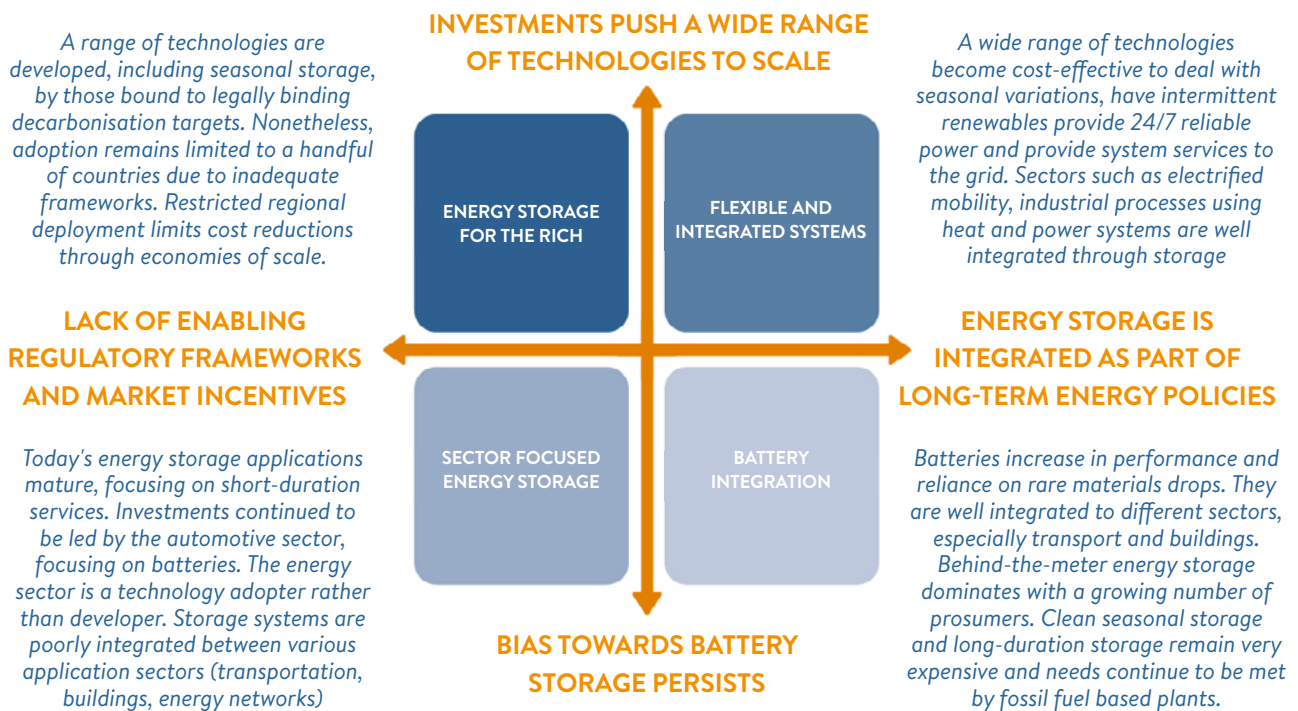 INVESTMENTS PUSH A WIDE RANGE
OF TECHNOLOGIES TO SCALE
A range of technologies are
developed, including seasonal storage,
by those bound to legally binding
decarbonisation targets. Nonetheless,
adoption remains limited to a handful
of countries due to inadequate
frameworks. Restricted regional
deployment limits cost reductions
through economies of scale.
ENERGY STORAGE
FOR THE RICH
FLEXIBLE AND
INTEGRATED SYSTEMS
A wide range of technologies
become cost-effective to deal with
seasonal variations, have intermittent
renewables provide 24/7 reliable
power and provide system services to
the grid. Sectors such as electrified
mobility, industrial processes using
heat and power systems are well
integrated through storage
LACK OF ENABLING
REGULATORY FRAMEWORKS
AND MARKET INCENTIVES
ENERGY STORAGE IS
INTEGRATED AS PART OF
LONG-TERM ENERGY POLICIES
Today's energy storage applications
mature, focusing on short-duration
services. Investments continued to
be led by the automotive sector,
focusing on batteries. The energy
sector is a technology adopter rather
than developer. Storage systems are
poorly integrated between various
application sectors (transportation,
buildings, energy networks)
SECTOR FOCUSED
ENERGY STORAGE
BATTERY
INTEGRATION
Batteries increase in performance and
reliance on rare materials drops. They
are well integrated to different sectors,
especially transport and buildings.
Behind-the-meter energy storage
dominates with a growing number of
prosumers. Clean seasonal storage
and long-duration storage remain very
expensive and needs continue to be met
by fossil fuel based plants.
BIAS TOWARDS BATTERY
STORAGE PERSISTS